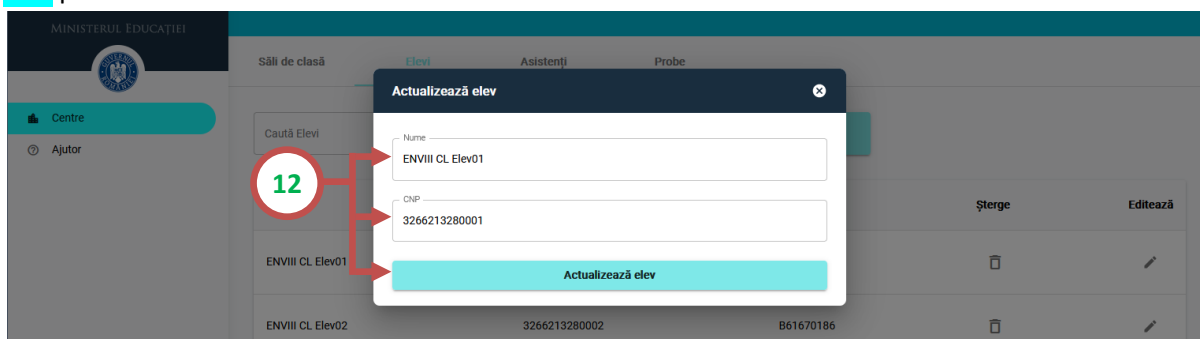 MINISTERUL EDUCAȚIEI
Săli de clasă Elevi Asistenți Probe
Actualizează elev
Centre
Ajutor
Caută Elevi
Nume
ENVIII CL Elev01
12
CNP
3266213280001
Șterge Editează
ENVIII CL Elev01
Actualizează elev
ENVIII CL Elev02 3266213280002 B61670186